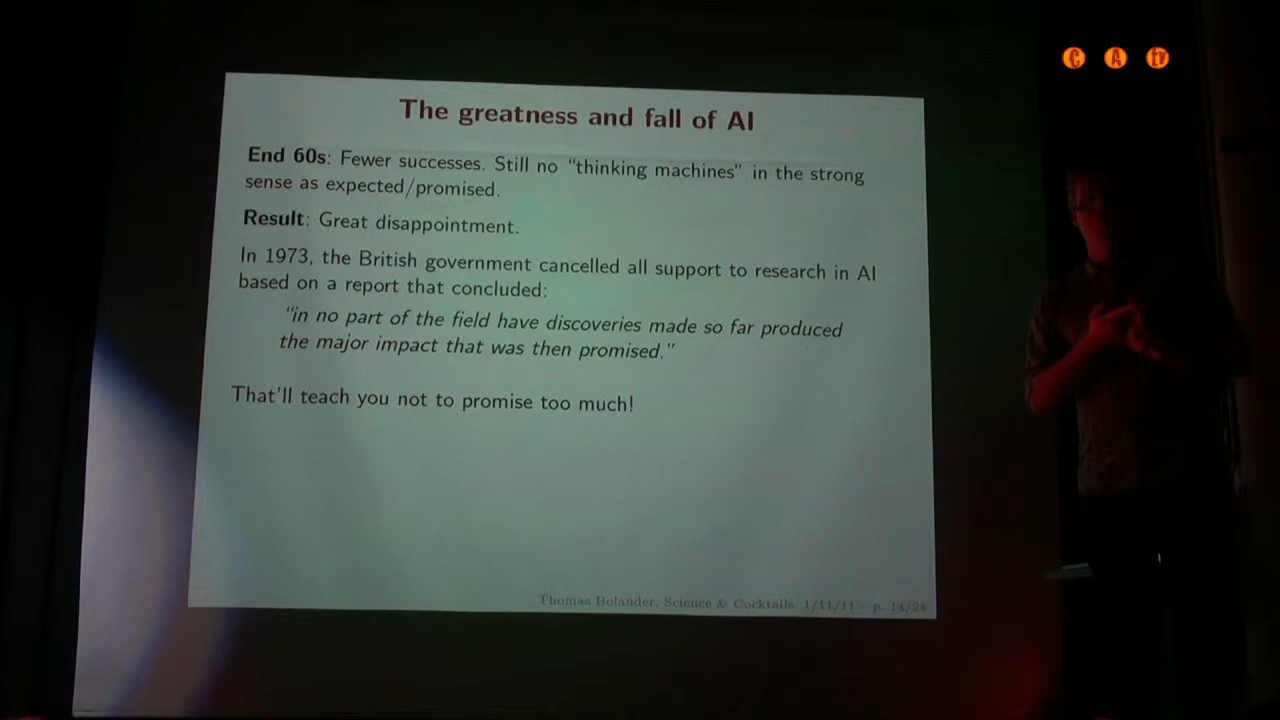 C A tv
The greatness and fall of AI
End 60s: Fewer successes. Still no “thinking machines” in the strong
sense as expected/promised.
Result: Great disappointment.
In 1973, the British government cancelled all support to research in AI
based on a report that concluded:
“in no part of the field have discoveries made so far produced
the major impact that was then promised.”
That'll teach you not to promise too much!
Thomas Bolander, Science & Cocktails, 1/11/11 – p. 14/24